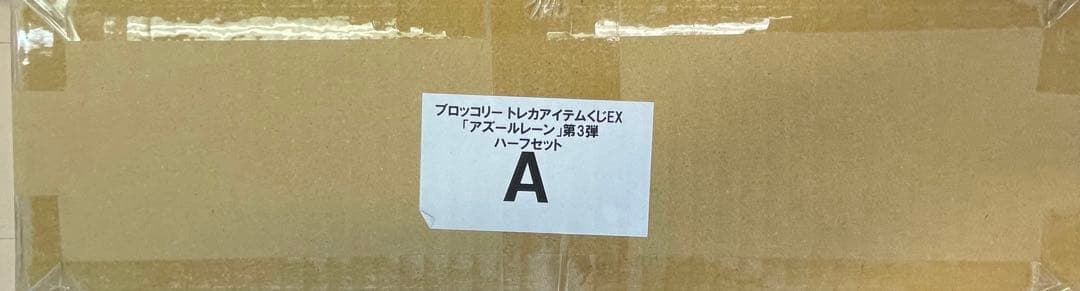 ブロッコリー トレカアイテムくじEX
「アズールレーン」第3弾
ハーフセット
A